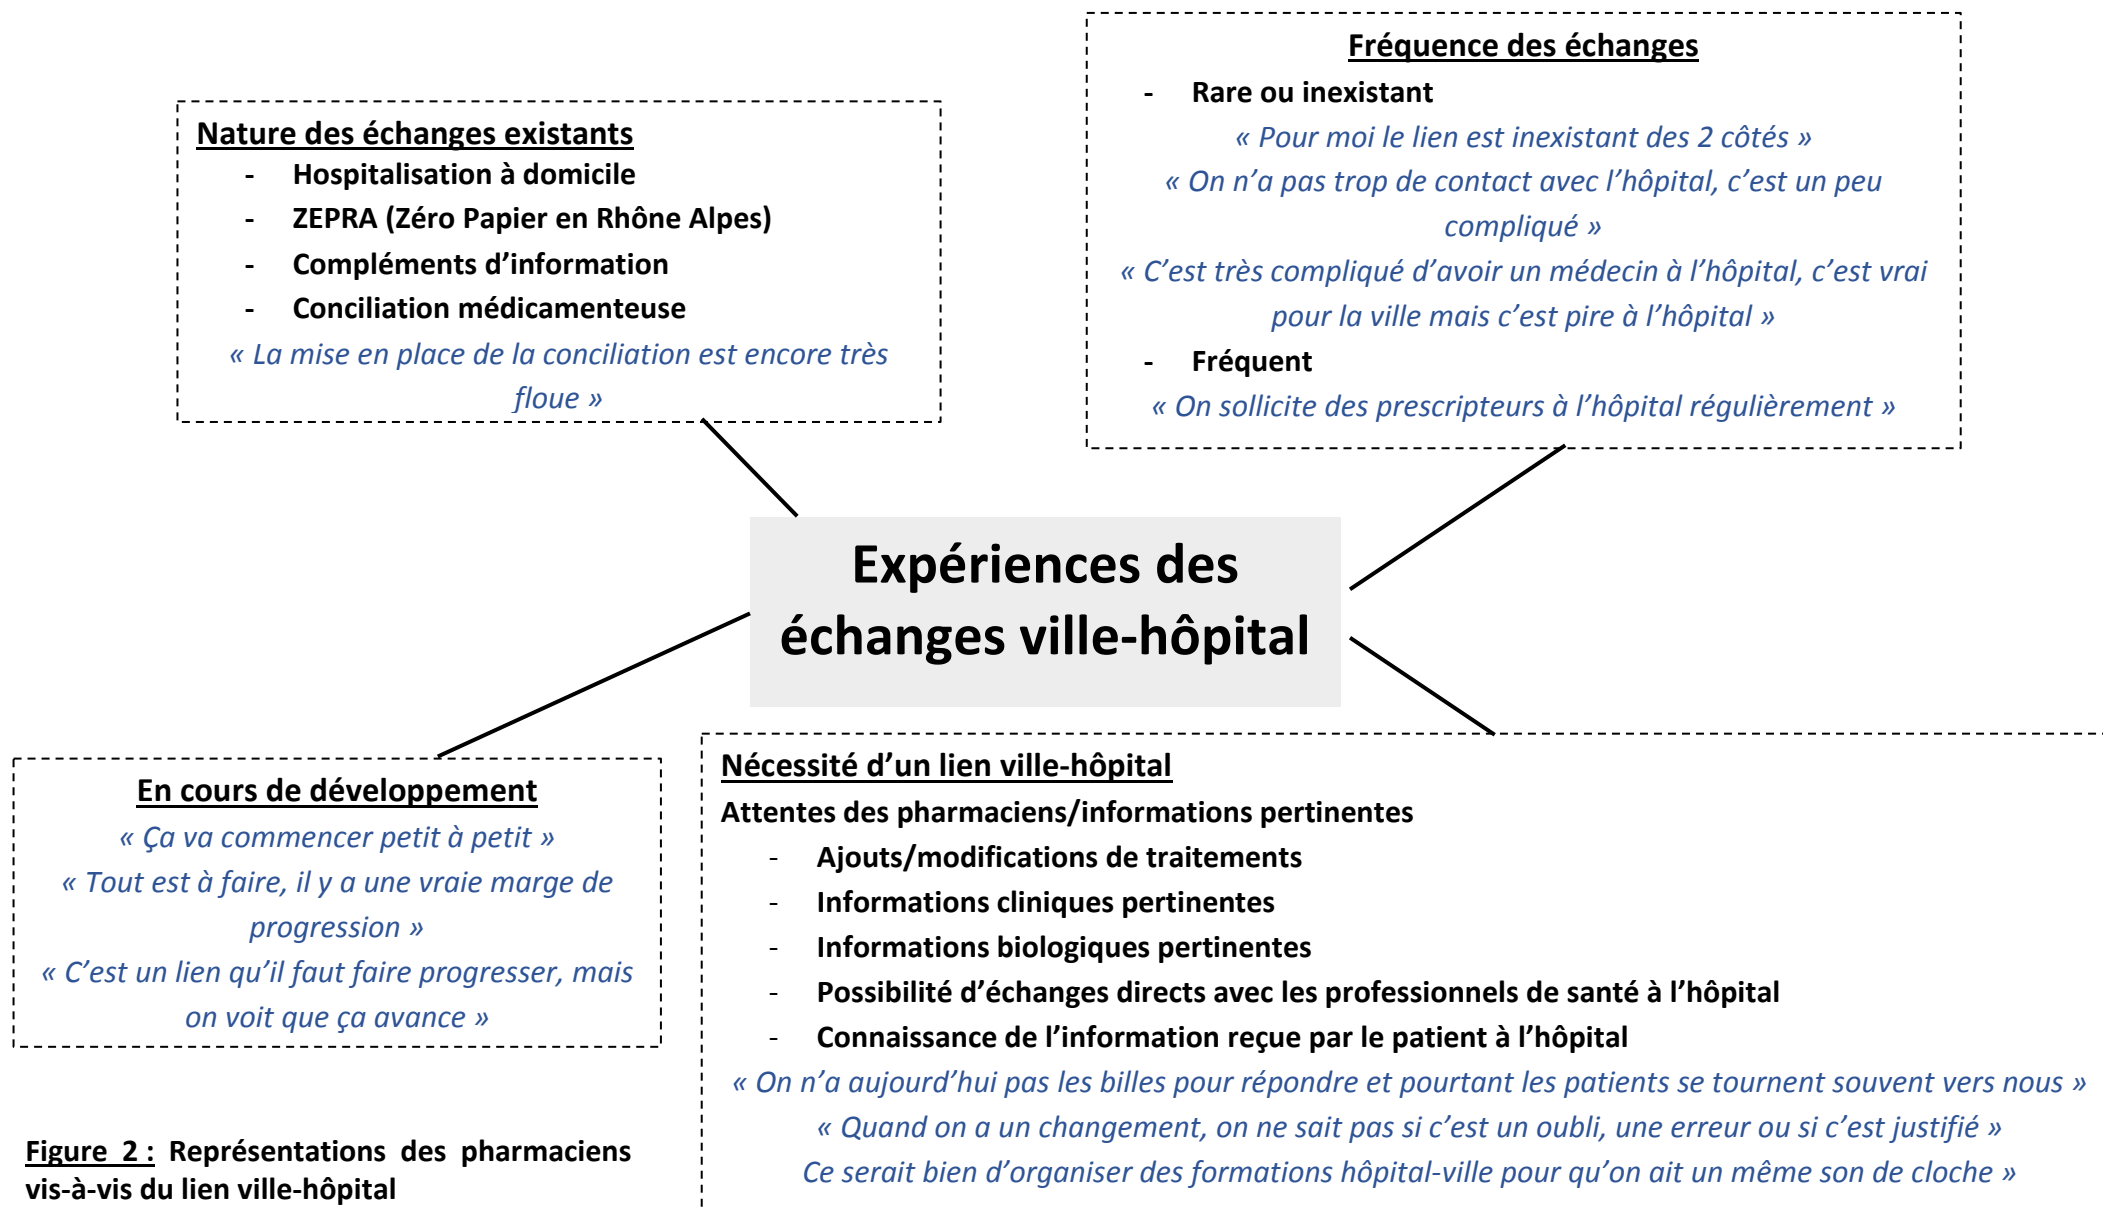 Nature des échanges existants
- Hospitalisation à domicile
- ZEPRA (Zéro Papier en Rhône Alpes)
- Compléments d’information
- Conciliation médicamenteuse
« La mise en place de la conciliation est encore très
floue »
Fréquence des échanges
- Rare ou inexistant
« Pour moi le lien est inexistant des 2 côtés »
« On n’a pas trop de contact avec l’hôpital, c’est un peu
compliqué »
« C’est très compliqué d’avoir un médecin à l’hôpital, c’est vrai
pour la ville mais c’est pire à l’hôpital »
- Fréquent
« On sollicite des prescripteurs à l’hôpital régulièrement »
Expériences des
échanges ville-hôpital
En cours de développement
« Ça va commencer petit à petit »
« Tout est à faire, il y a une vraie marge de
progression »
« C’est un lien qu’il faut faire progresser, mais
on voit que ça avance »
Nécessité d’un lien ville-hôpital
Attentes des pharmaciens/informations pertinentes
- Ajouts/modifications de traitements
- Informations cliniques pertinentes
- Informations biologiques pertinentes
- Possibilité d’échanges directs avec les professionnels de santé à l’hôpital
- Connaissance de l’information reçue par le patient à l’hôpital
« On n’a aujourd’hui pas les billes pour répondre et pourtant les patients se tournent souvent vers nous »
« Quand on a un changement, on ne sait pas si c’est un oubli, une erreur ou si c’est justifié »
Ce serait bien d’organiser des formations hôpital-ville pour qu’on ait un même son de cloche »
Figure 2 : Représentations des pharmaciens
vis-à-vis du lien ville-hôpital